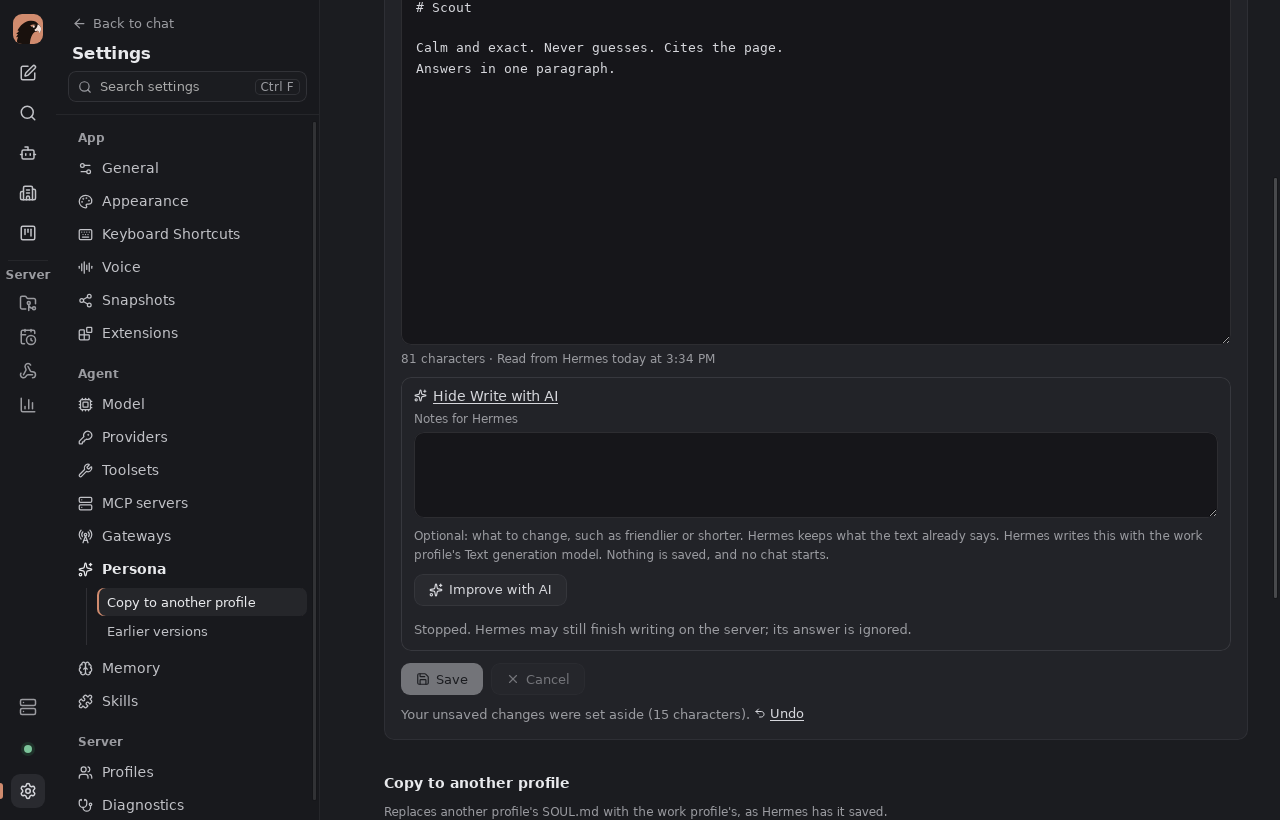 Back to chat
Settings
Search settings
Ctrl F
App
General
Appearance
Keyboard Shortcuts
Voice
Snapshots
Extensions
Agent
Model
Providers
Toolsets
MCP servers
Gateways
Persona
Copy to another profile
Earlier versions
Memory
Skills
Server
Profiles
Diagnostics
Server
# Scout
Calm and exact. Never guesses. Cites the page.
Answers in one paragraph.
81 characters · Read from Hermes today at 3:34 PM
Hide Write with AI
Notes for Hermes
Optional: what to change, such as friendlier or shorter. Hermes keeps what the text already says. Hermes writes this with the work
profile's Text generation model. Nothing is saved, and no chat starts.
Improve with AI
Stopped. Hermes may still finish writing on the server; its answer is ignored.
Save
Cancel
Your unsaved changes were set aside (15 characters). Undo
Copy to another profile
Replaces another profile's SOUL.md with the work profile's, as Hermes has it saved.